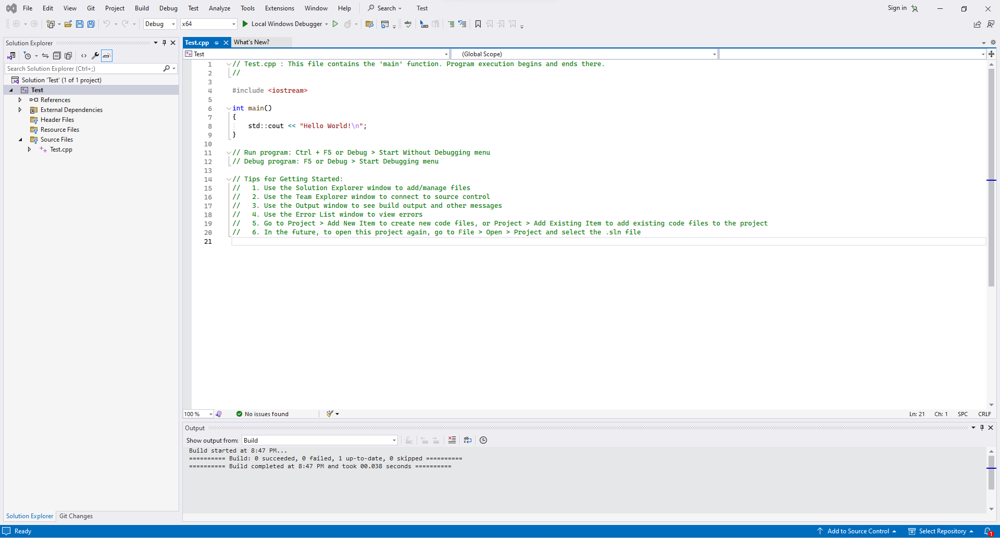 File Edit View Git Project Build Debug Test Analyze Tools Extensions Window Help Search Test Sign in
Debug x64 Local Windows Debugger
Solution Explorer
Search Solution Explorer (Ctrl+;)
Solution 'Test' (1 of 1 project)
Test
References
External Dependencies
Header Files
Resource Files
Source Files
Test.cpp
Solution Explorer Git Changes
Test.cpp What's New?
Test (Global Scope)
1 // Test.cpp : This file contains the 'main' function. Program execution begins and ends there.
2 //
3
4 #include <iostream>
5
6 int main()
7 {
8 std::cout << "Hello World!\n";
9 }
10
11 // Run program: Ctrl + F5 or Debug > Start Without Debugging menu
12 // Debug program: F5 or Debug > Start Debugging menu
13
14 // Tips for Getting Started:
15 //   1. Use the Solution Explorer window to add/manage files
16 //   2. Use the Team Explorer window to connect to source control
17 //   3. Use the Output window to see build output and other messages
18 //   4. Use the Error List window to view errors
19 //   5. Go to Project > Add New Item to create new code files, or Project > Add Existing Item to add existing code files to the project
20 //   6. In the future, to open this project again, go to File > Open > Project and select the .sln file
21
100 % No issues found Ln: 21 Ch: 1 SPC CRLF
Output
Show output from: Build
Build started at 8:47 PM...
========== Build: 0 succeeded, 0 failed, 1 up-to-date, 0 skipped ==========
========== Build completed at 8:47 PM and took 00.038 seconds ==========
Ready Add to Source Control Select Repository 1